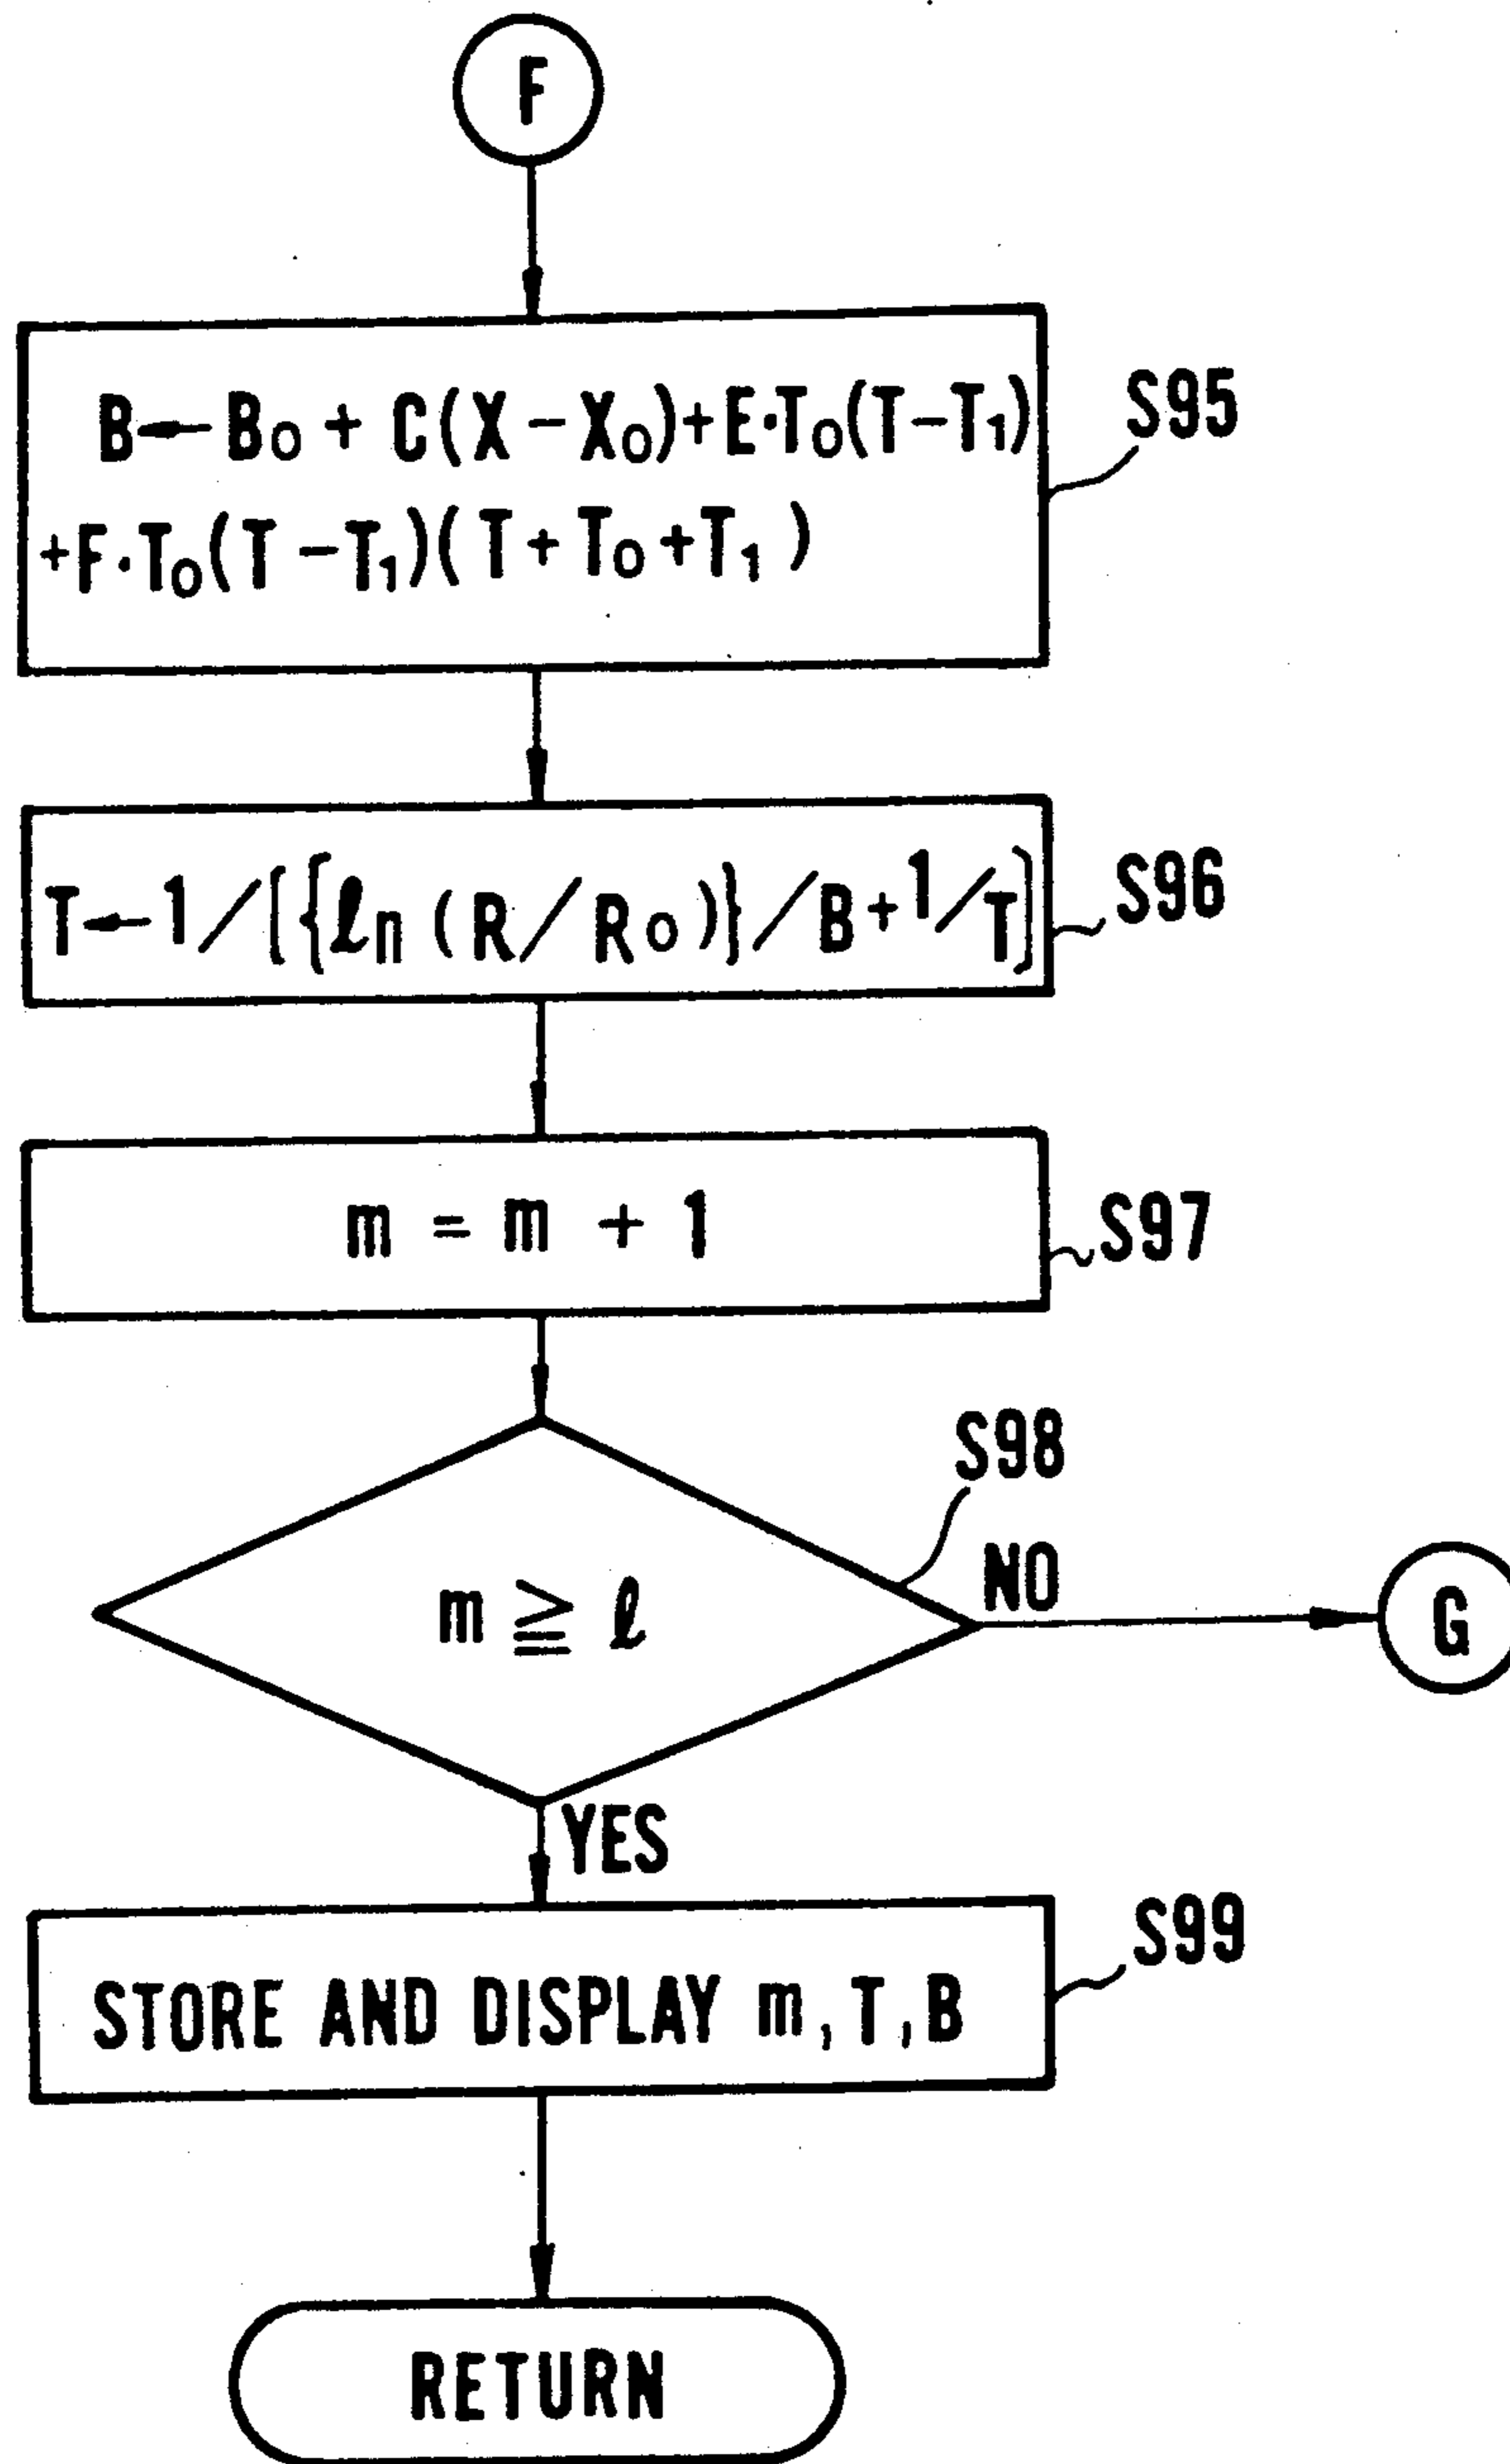 F
B←B₀ + C(X − X₀)+E·T₀(T−T₁)
+F·T₀(T−T₁)(T+T₀+T₁)
S95
T←1/[{ℓn(R/R₀)}/B+1/T]
S96
m = m + 1
S97
S98
m ≧ ℓ
NO
G
YES
S99
STORE AND DISPLAY m,T,B
RETURN